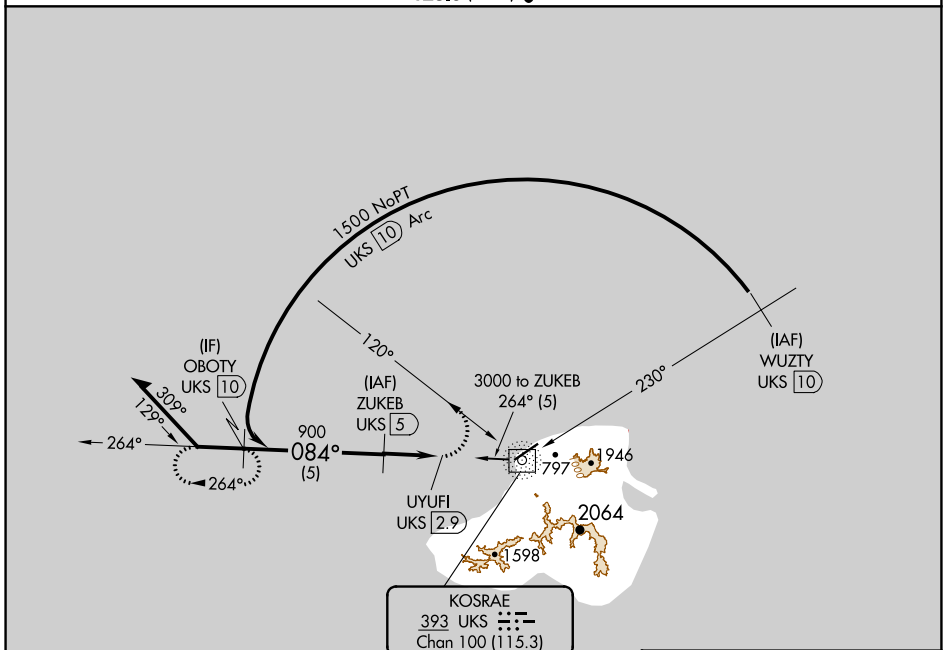 1500 NoPT
UKS 10 Arc
120°
(IF)
OBOTY
UKS 10
(IAF)
ZUKEB
UKS 5
3000 to ZUKEB
264° (5)
230°
(IAF)
WUZTY
UKS 10
309°
129°
264°
900
084°
(5)
264°
UYUFI
UKS 2.9
797
1946
2064
1598
KOSRAE
393 UKS
Chan 100 (115.3)